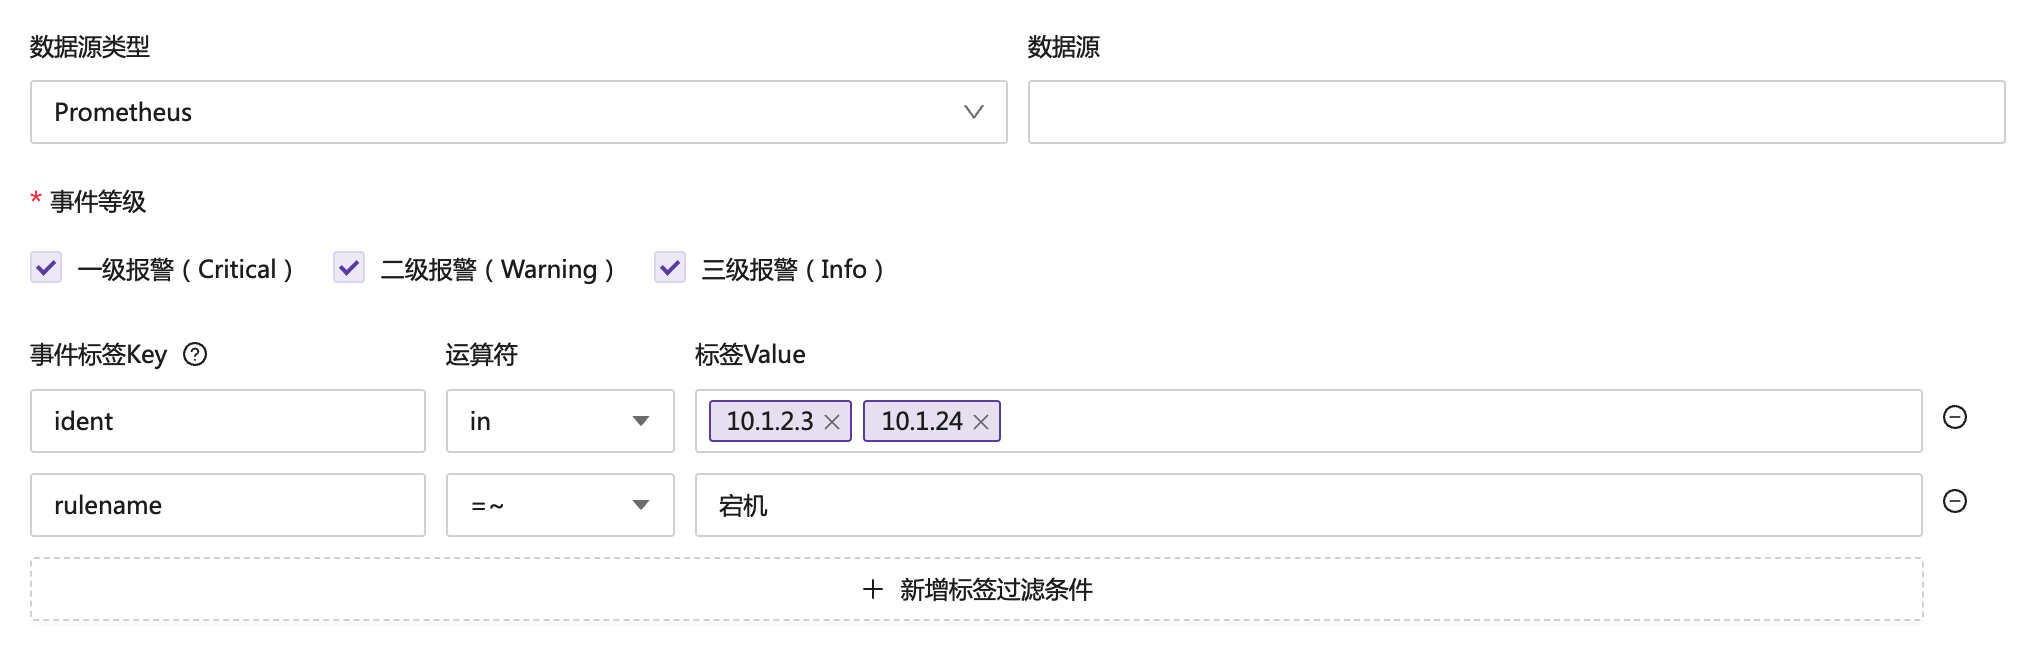 数据源类型 数据源
Prometheus
* 事件等级
一级报警 ( Critical ) 二级报警 ( Warning ) 三级报警 ( Info )
事件标签Key ? 运算符 标签Value
ident in 10.1.2.3 × 10.1.24 ×
rulename =~ 宕机
+ 新增标签过滤条件